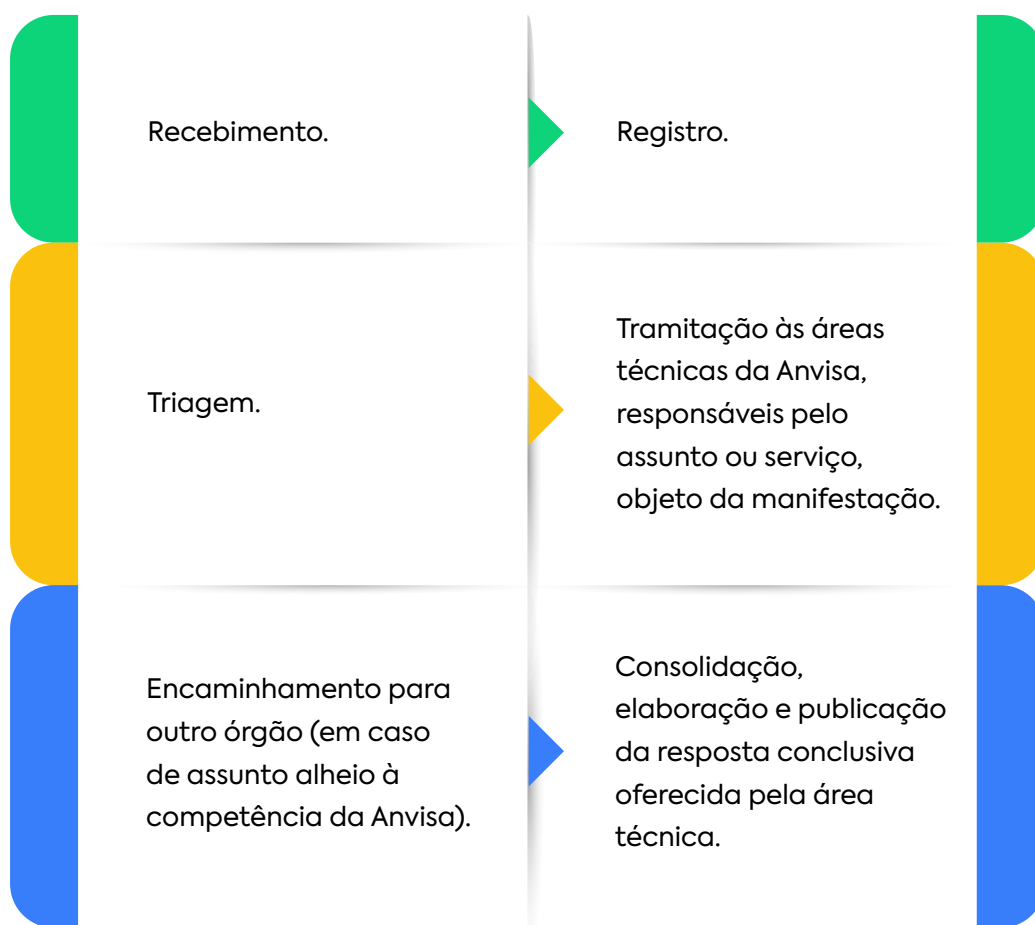 Recebimento.
Registro.
Triagem.
Tramitação às áreas
técnicas da Anvisa,
responsáveis pelo
assunto ou serviço,
objeto da manifestação.
Encaminhamento para
outro órgão (em caso
de assunto alheio à
competência da Anvisa).
Consolidação,
elaboração e publicação
da resposta conclusiva
oferecida pela área
técnica.